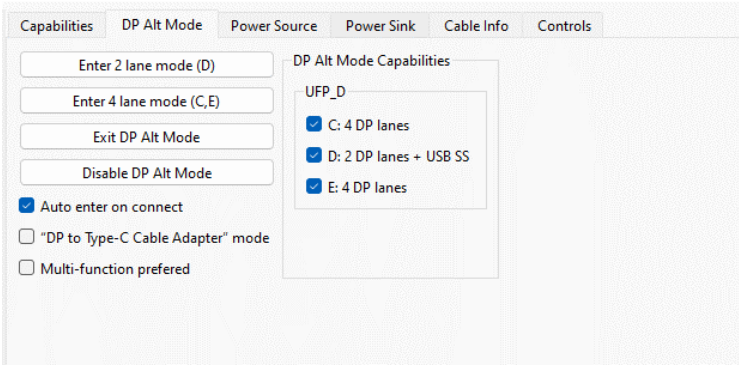 Capabilities DP Alt Mode Power Source Power Sink Cable Info Controls
Enter 2 lane mode (D)
Enter 4 lane mode (C,E)
Exit DP Alt Mode
Disable DP Alt Mode
Auto enter on connect
“DP to Type-C Cable Adapter” mode
Multi-function prefered
DP Alt Mode Capabilities
UFP_D
C: 4 DP lanes
D: 2 DP lanes + USB SS
E: 4 DP lanes